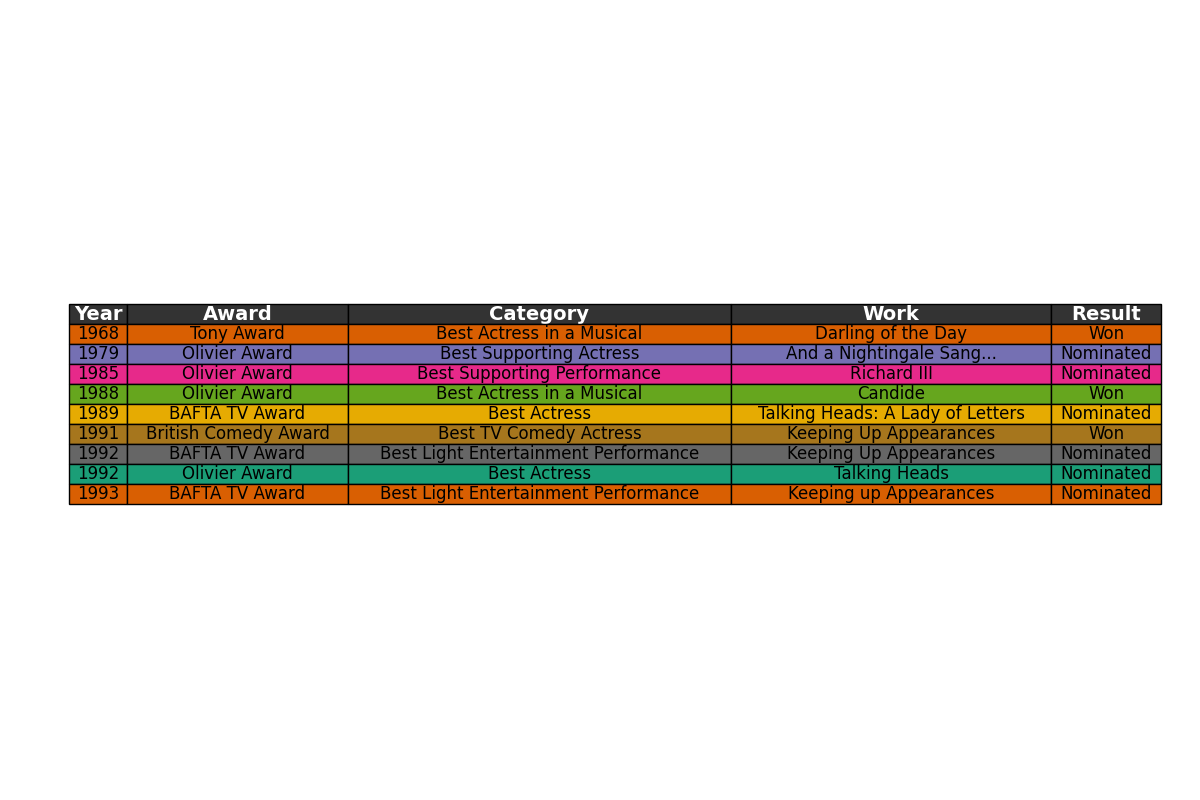 Year Award Category Work Result
1968 Tony Award Best Actress in a Musical Darling of the Day Won
1979 Olivier Award Best Supporting Actress And a Nightingale Sang... Nominated
1985 Olivier Award Best Supporting Performance Richard III Nominated
1988 Olivier Award Best Actress in a Musical Candide Won
1989 BAFTA TV Award Best Actress Talking Heads: A Lady of Letters Nominated
1991 British Comedy Award Best TV Comedy Actress Keeping Up Appearances Won
1992 BAFTA TV Award Best Light Entertainment Performance Keeping Up Appearances Nominated
1992 Olivier Award Best Actress Talking Heads Nominated
1993 BAFTA TV Award Best Light Entertainment Performance Keeping up Appearances Nominated